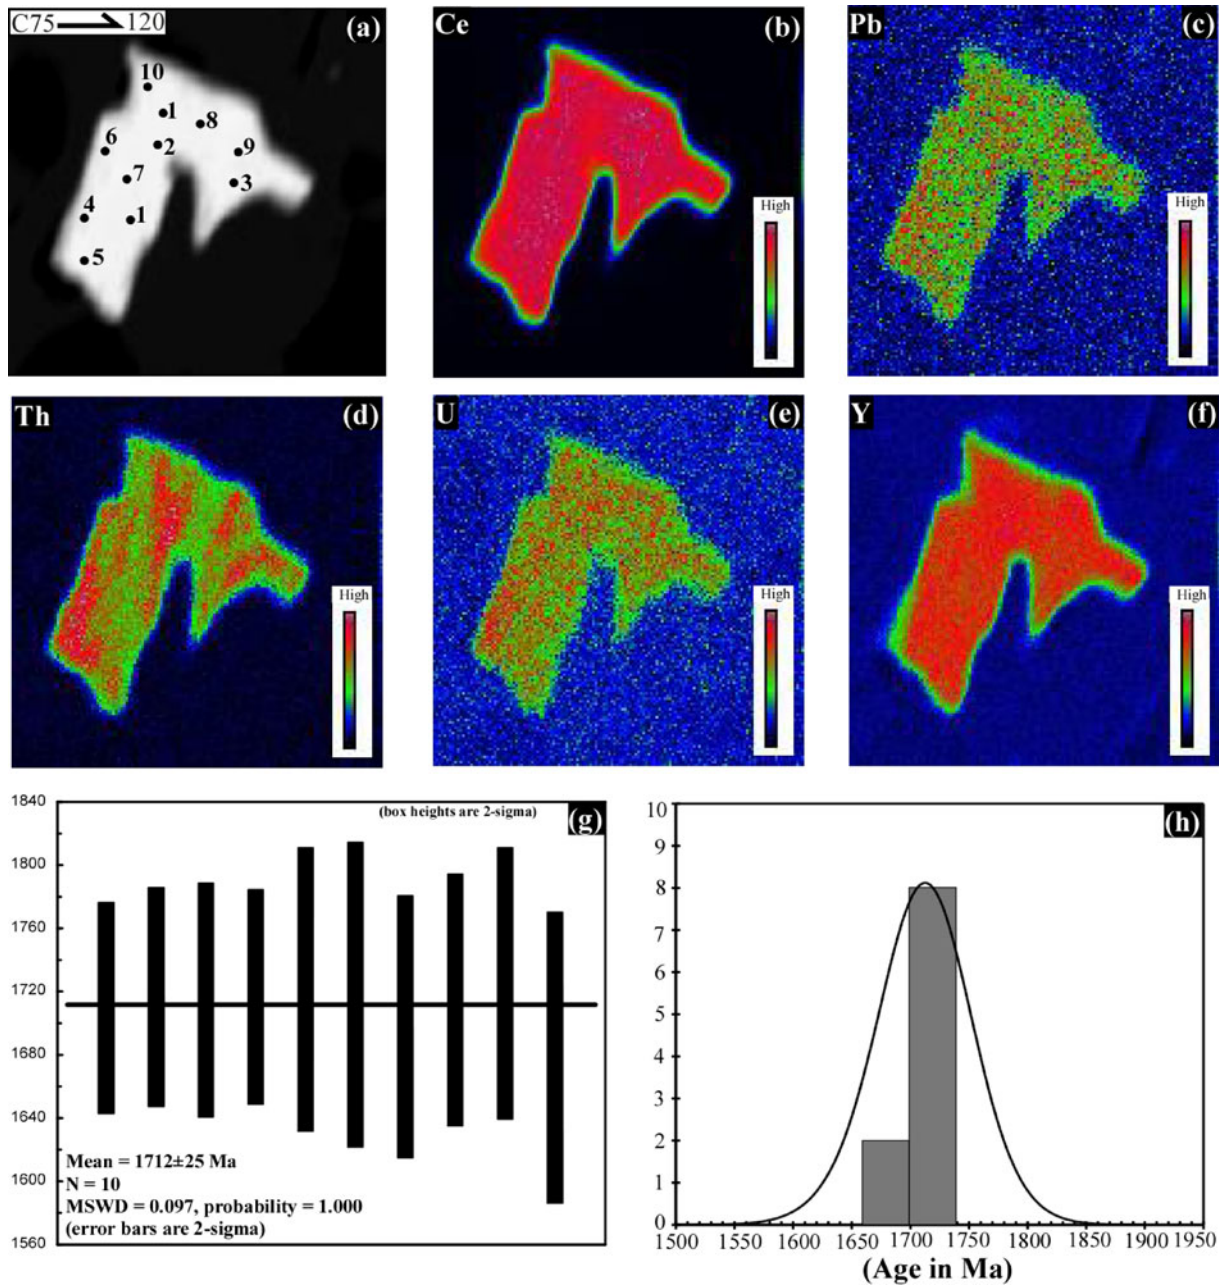 C75 120 (a)
10
1
8
6
2
9
7
3
4
1
5
Ce (b)
High
Pb (c)
High
Th (d)
High
U (e)
High
Y (f)
High
(box heights are 2-sigma) (g)
1840
1800
1760
1720
1680
1640
1600
1560
Mean = 1712±25 Ma
N = 10
MSWD = 0.097, probability = 1.000
(error bars are 2-sigma)
(h)
10
9
8
7
6
5
4
3
2
1
0
1500 1550 1600 1650 1700 1750 1800 1850 1900 1950
(Age in Ma)